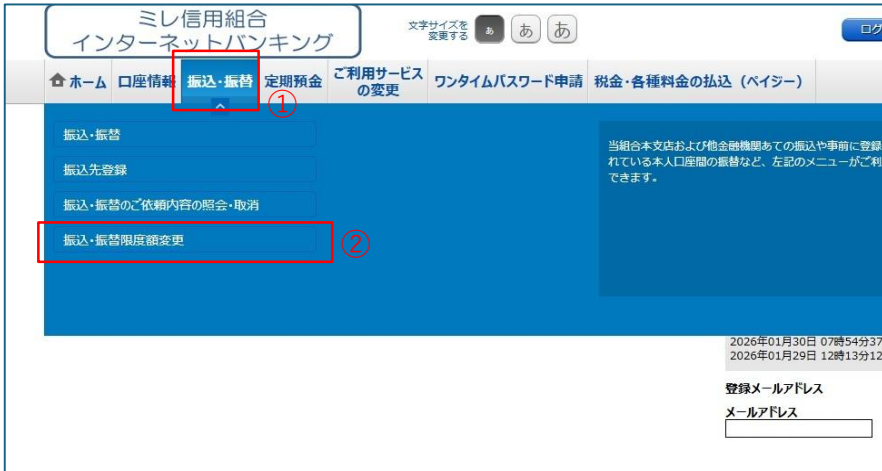 ミレ信用組合
インターネットバンキング
文字サイズを
変更する
あ
あ
あ
ログ
ホーム
口座情報
振込・振替
定期預金
ご利用サービス
の変更
ワンタイムパスワード申請
税金・各種料金の払込（ペイジー）
①
振込・振替
振込先登録
振込・振替のご依頼内容の照会・取消
振込・振替限度額変更
②
当組合本支店および他金融機関あての振込や事前に登録
れている本人口座間の振替など、左記のメニューがご利
できます。
2026年01月30日 07時54分37
2026年01月29日 12時13分12
登録メールアドレス
メールアドレス